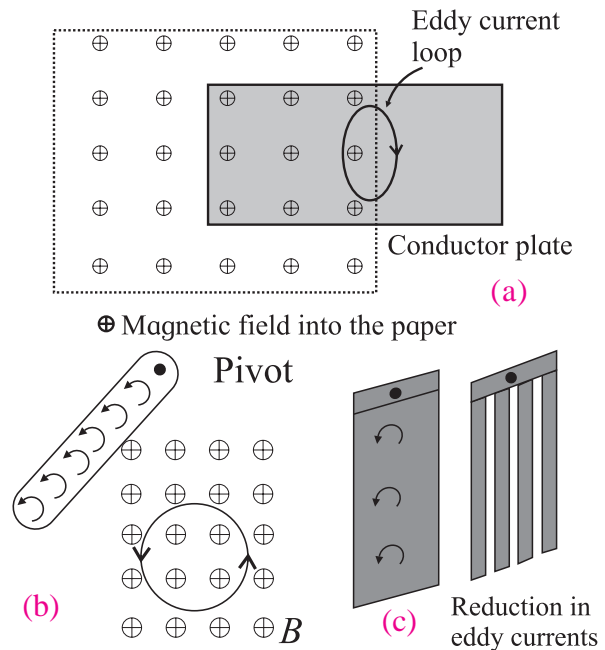 Eddy current
loop
Conductor plate
(a)
⊕ Magnetic field into the paper
Pivot
(b)
B
(c)
Reduction in
eddy currents